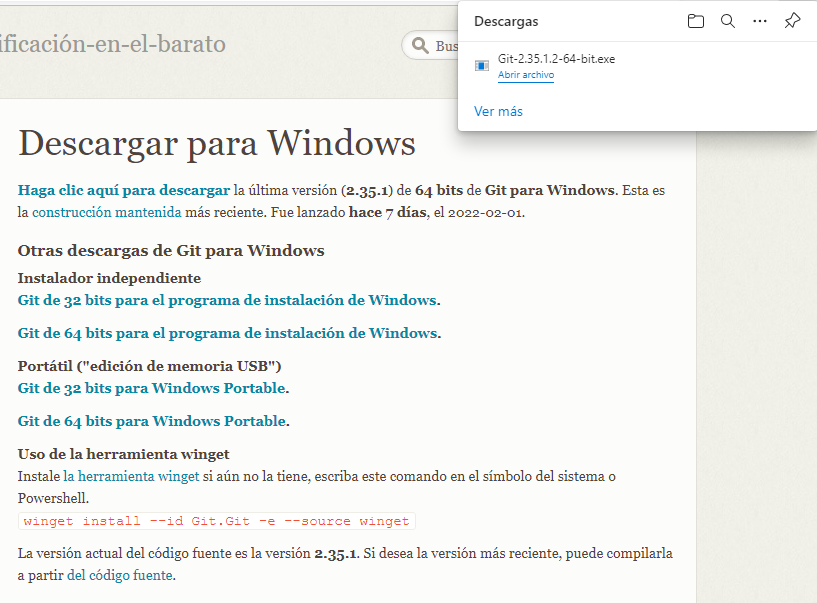 ificación-en-el-barato
Bus
Descargas
Git-2.35.1.2-64-bit.exe
Abrir archivo
Ver más
Descargar para Windows
Haga clic aquí para descargar la última versión (2.35.1) de 64 bits de Git para Windows. Esta es
la construcción mantenida más reciente. Fue lanzado hace 7 días, el 2022-02-01.
Otras descargas de Git para Windows
Instalador independiente
Git de 32 bits para el programa de instalación de Windows.
Git de 64 bits para el programa de instalación de Windows.
Portátil ("edición de memoria USB")
Git de 32 bits para Windows Portable.
Git de 64 bits para Windows Portable.
Uso de la herramienta winget
Instale la herramienta winget si aún no la tiene, escriba este comando en el símbolo del sistema o
Powershell.
winget install --id Git.Git -e --source winget
La versión actual del código fuente es la versión 2.35.1. Si desea la versión más reciente, puede compilarla
a partir del código fuente.